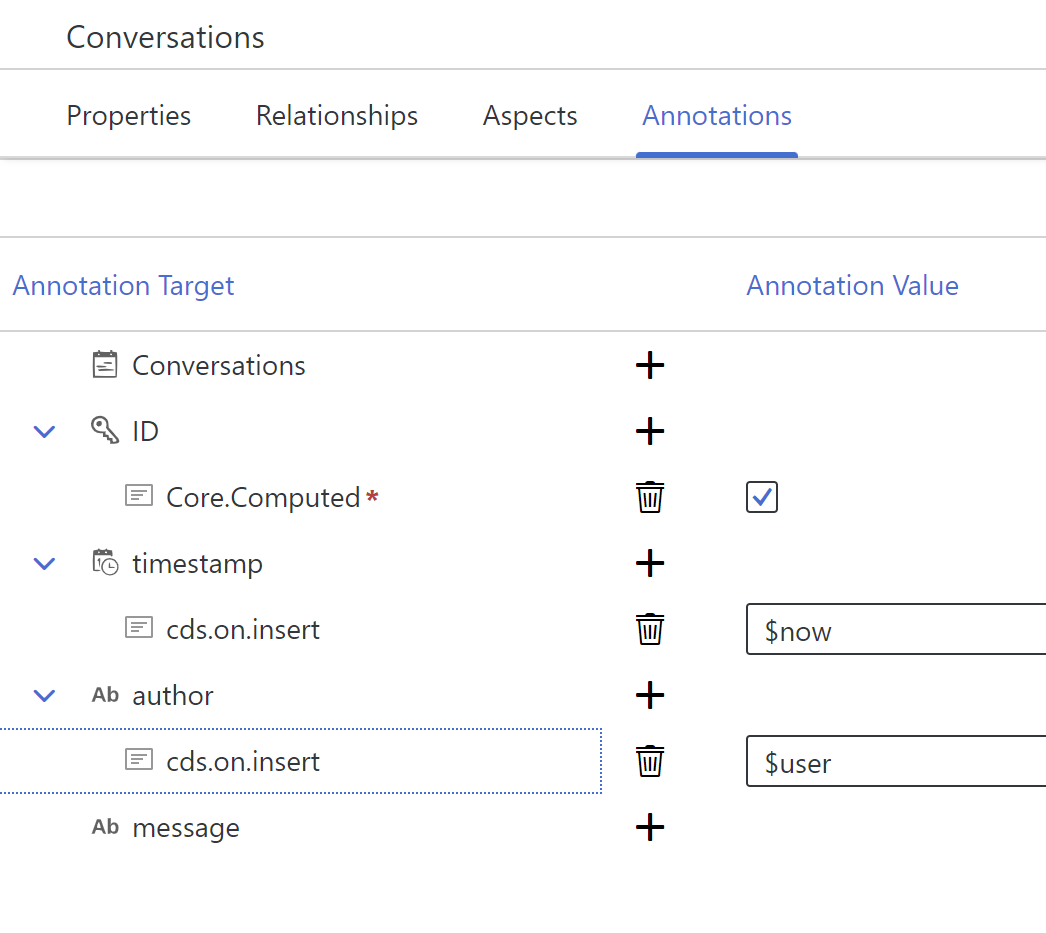 Conversations
Properties Relationships Aspects Annotations
Annotation Target Annotation Value
Conversations
ID
Core.Computed *
timestamp
cds.on.insert $now
Ab author
cds.on.insert $user
Ab message